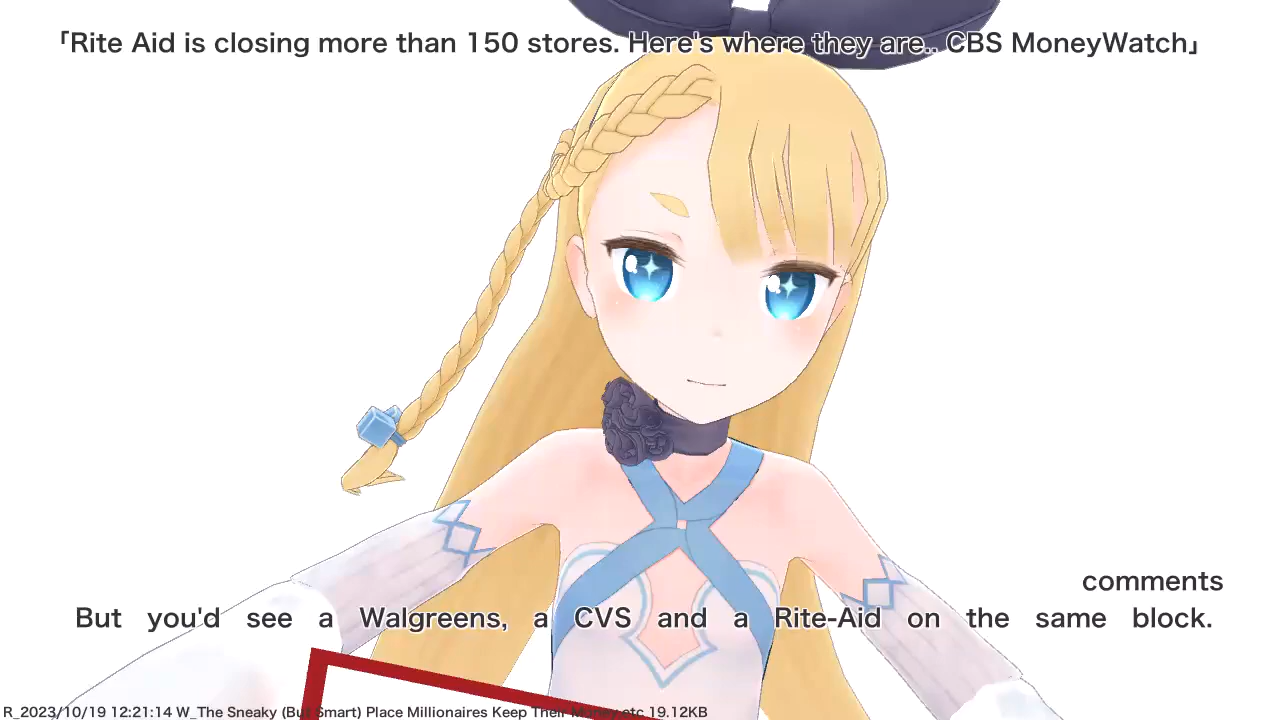 「Rite Aid is closing more than 150 stores. Here's where they are.. CBS MoneyWatch」
comments
But you'd see a Walgreens, a CVS and a Rite-Aid on the same block.
R_2023/10/19 12:21:14 W_The Sneaky (But Smart) Place Millionaires Keep Their Money.etc 19.12KB